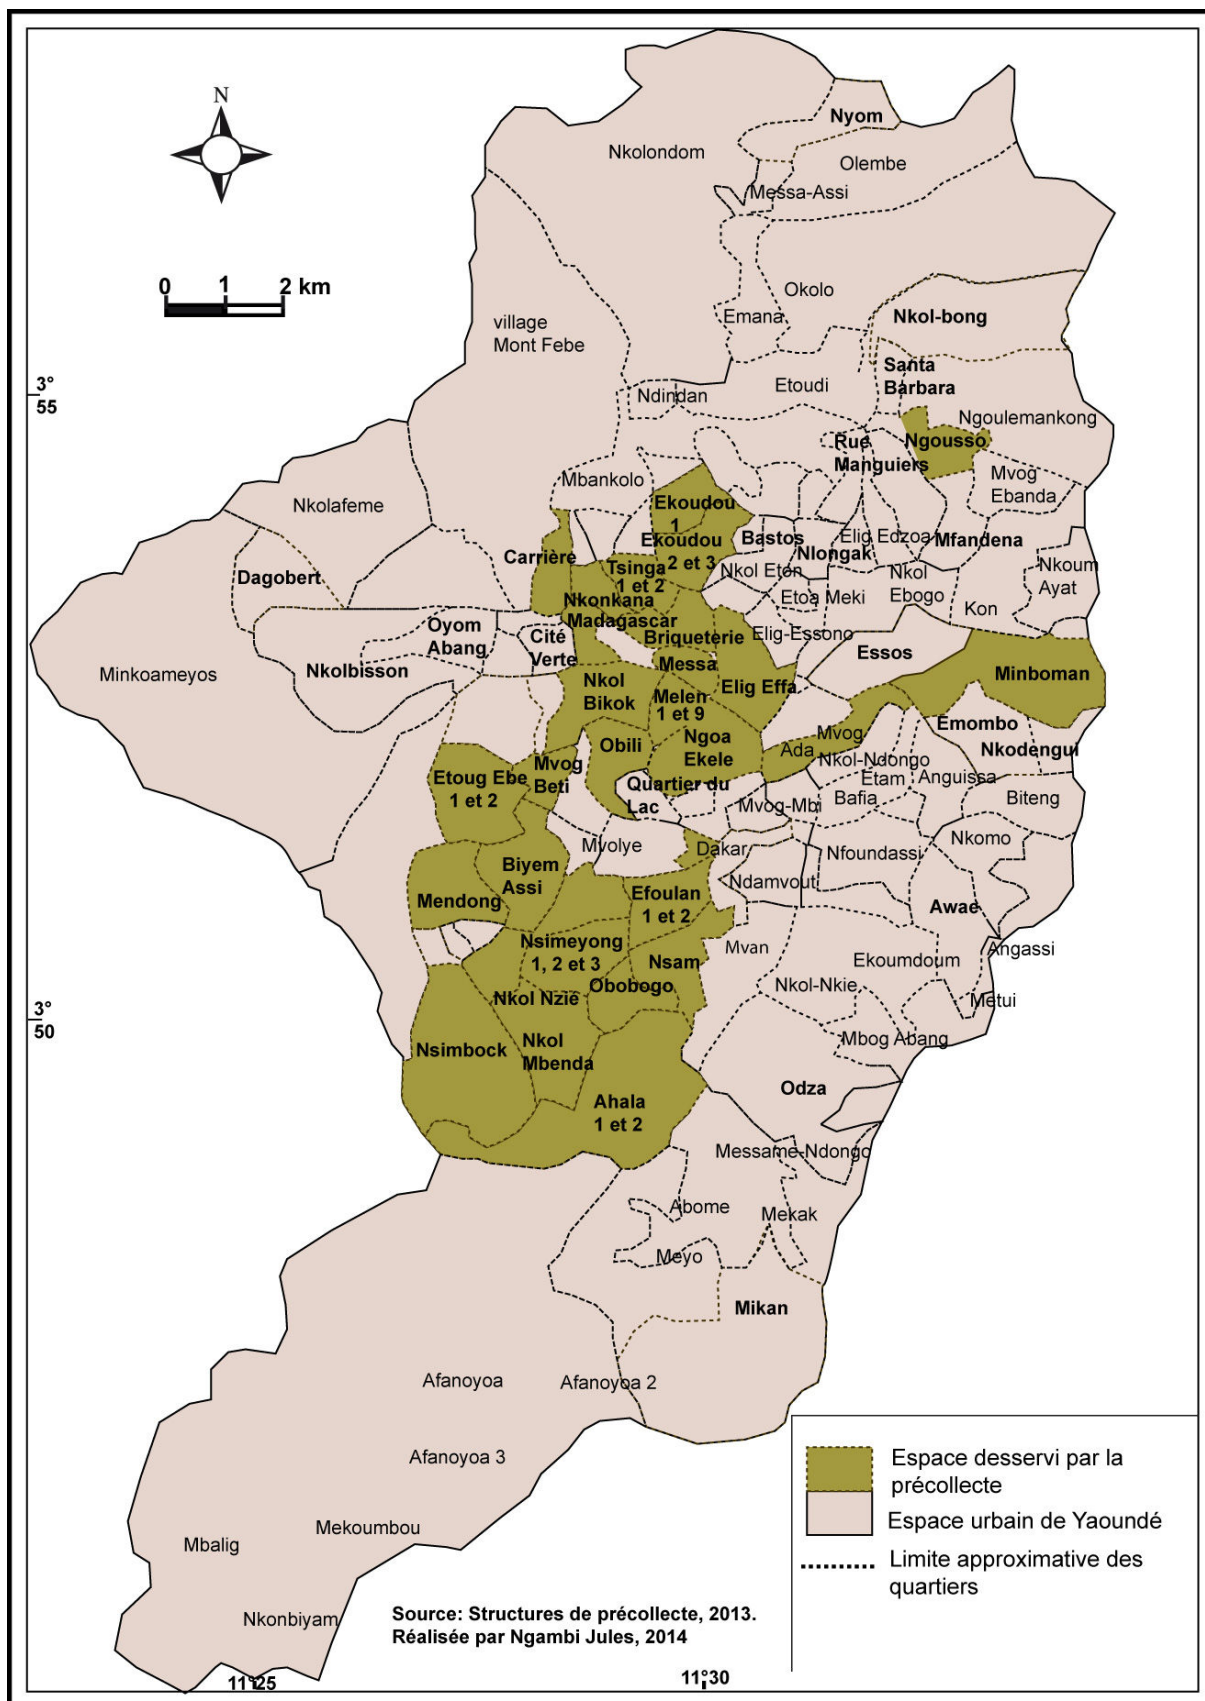 N
0 1 2 km
3°
55
3°
50
11°25
11°30
Nyom
Nkolondom
Olembe
Messa-Assi
Okolo
Emana
Nkol-bong
village
Mont Febe
Santa
Barbara
Etoudi
Ndindan
Ngoulemankong
Rue
Manguiers
Ngousso
Mvog
Ebanda
Mbankolo
Nkolafeme
Ekoudou
1
Ekoudou
2 et 3
Bastos
Nlongak
Elig Edzoa
Mfandena
Carrière
Tsinga
1 et 2
Nkol Eton
Nkol
Ebogo
Nkoum
Ayat
Dagobert
Nkonkana
Etoa Meki
Kon
Madagascar
Oyom
Abang
Cité
Verte
Briqueterie
Elig-Essono
Essos
Minkoameyos
Nkolbisson
Messa
Minboman
Nkol
Bikok
Melen
1 et 9
Elig Effa
Emombo
Obili
Ngoa
Ekele
Mvog
Ada
Nkol-Ndongo
Nkodengui
Etoug Ebe
1 et 2
Mvog
Beti
Quartier du
Lac
Etam
Bafia
Anguissa
Biteng
Mvog-Mbi
Mvolye
Dakar
Nfoundassi
Nkomo
Biyem
Assi
Ndamvout
Mendong
Efoulan
1 et 2
Awae
Nsimeyong
1, 2 et 3
Nsam
Mvan
Ekoumdoum
Angassi
Nkol Nzie
Obobogo
Nkol-Nkie
Metui
Nsimbock
Nkol
Mbenda
Mbog Abang
Ahala
1 et 2
Odza
Messame-Ndongo
Abome
Mekak
Meyo
Mikan
Afanoyoa
Afanoyoa 2
Afanoyoa 3
Mekoumbou
Mbalig
Nkonbiyam
Espace desservi par la
précollecte
Espace urbain de Yaoundé
Limite approximative des
quartiers
Source: Structures de précollecte, 2013.
Réalisée par Ngambi Jules, 2014